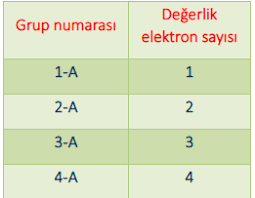 Grup numarası
Değerlik
elektron sayısı
1-A 1
2-A 2
3-A 3
4-A 4